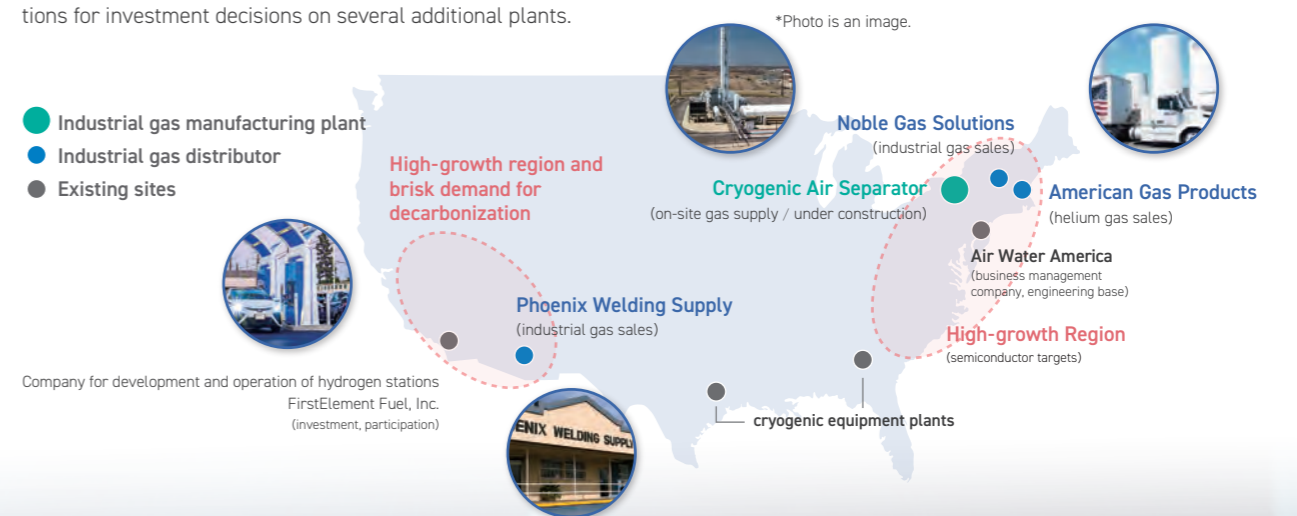 tions for investment decisions on several additional plants.
*Photo is an image.
Industrial gas manufacturing plant
Industrial gas distributor
Existing sites
High-growth region and
brisk demand for
decarbonization
Noble Gas Solutions
(industrial gas sales)
Cryogenic Air Separator
(on-site gas supply / under construction)
American Gas Products
(helium gas sales)
Air Water America
(business management
company, engineering base)
Phoenix Welding Supply
(industrial gas sales)
High-growth Region
(semiconductor targets)
Company for development and operation of hydrogen stations
FirstElement Fuel, Inc.
(investment, participation)
cryogenic equipment plants
ENIX WELDING SUPPLY